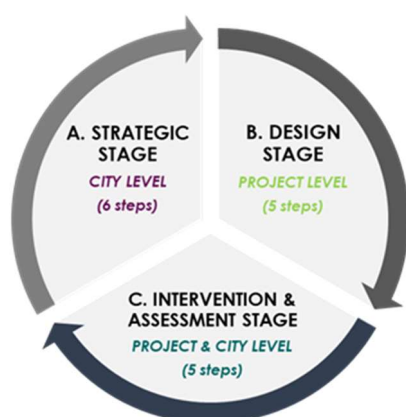 A. STRATEGIC
STAGE
CITY LEVEL
(6 steps)
B. DESIGN
STAGE
PROJECT LEVEL
(5 steps)
C. INTERVENTION &
ASSESSMENT STAGE
PROJECT & CITY LEVEL
(5 steps)